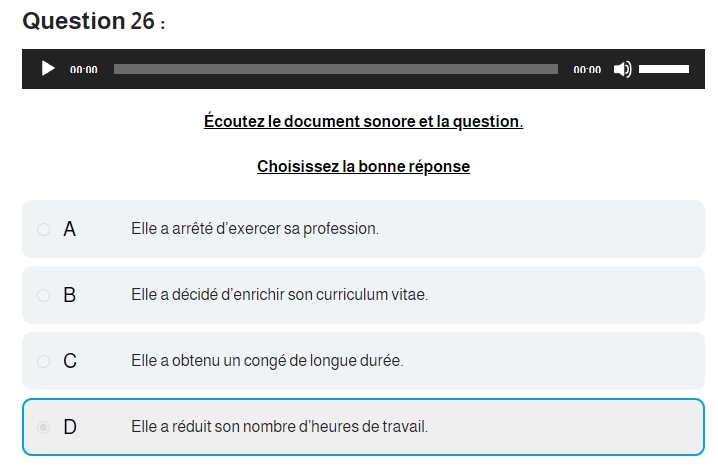 Question 26 :
00:00 00:00
Écoutez le document sonore et la question.
Choisissez la bonne réponse
A Elle a arrêté d'exercer sa profession.
B Elle a décidé d'enrichir son curriculum vitae.
C Elle a obtenu un congé de longue durée.
D Elle a réduit son nombre d'heures de travail.